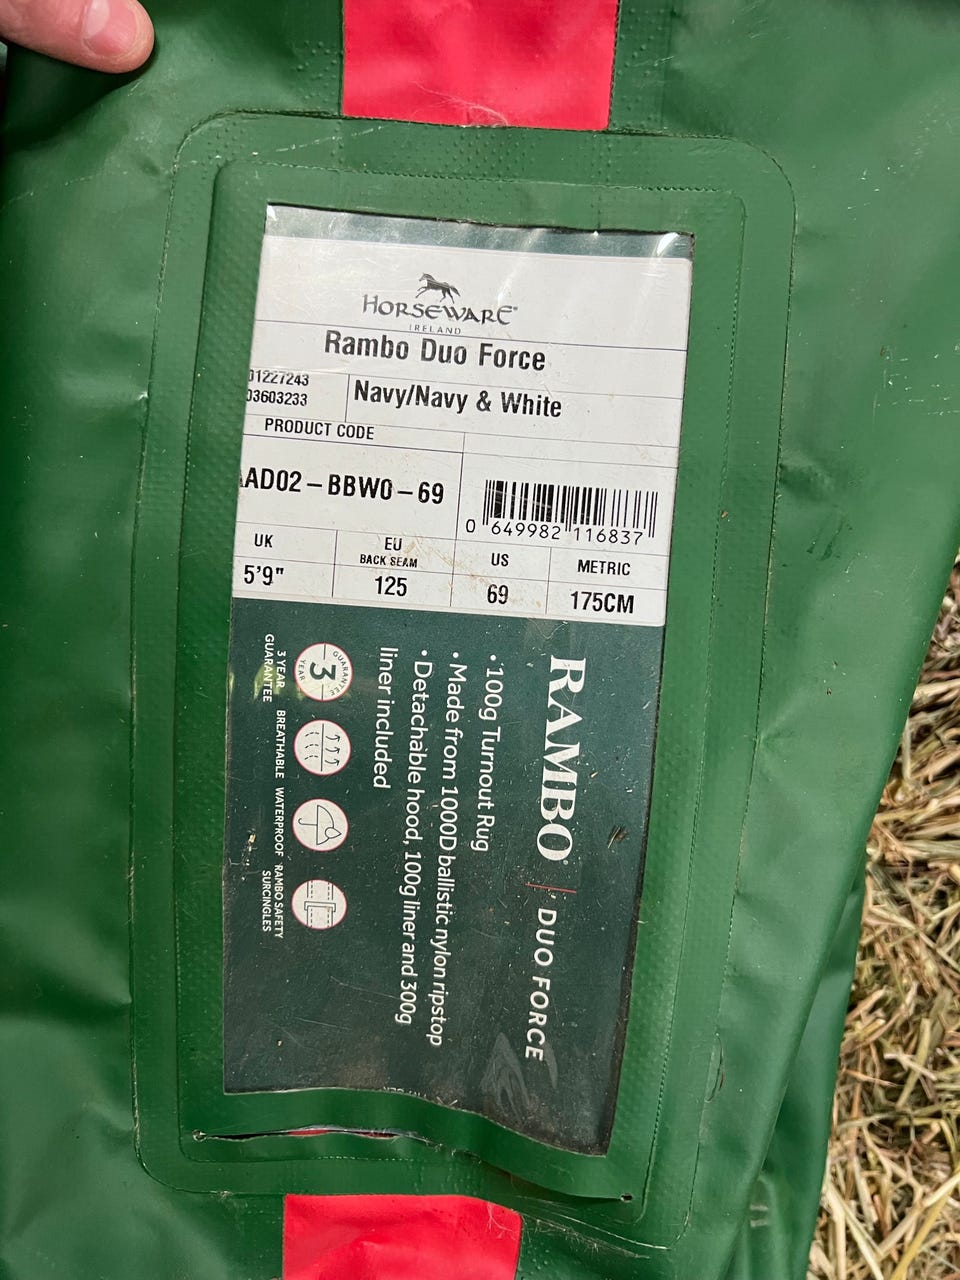 HORSEWARE®
IRELAND
Rambo Duo Force
01227243
03603233
Navy/Navy & White
PRODUCT CODE
AD02-BBW0-69
0 649982 116837
UK
EU
BACK SEAM
US
METRIC
5'9"
125
69
175CM
RAMBO® | DUO FORCE
• 100g Turnout Rug
• Made from 1000D ballistic nylon ripstop
• Detachable hood, 100g liner and 300g
liner included
GUARANTEE
3
YEAR
3 YEAR
GUARANTEE
BREATHABLE
WATERPROOF
RAMBO SAFETY
SURCINGLES